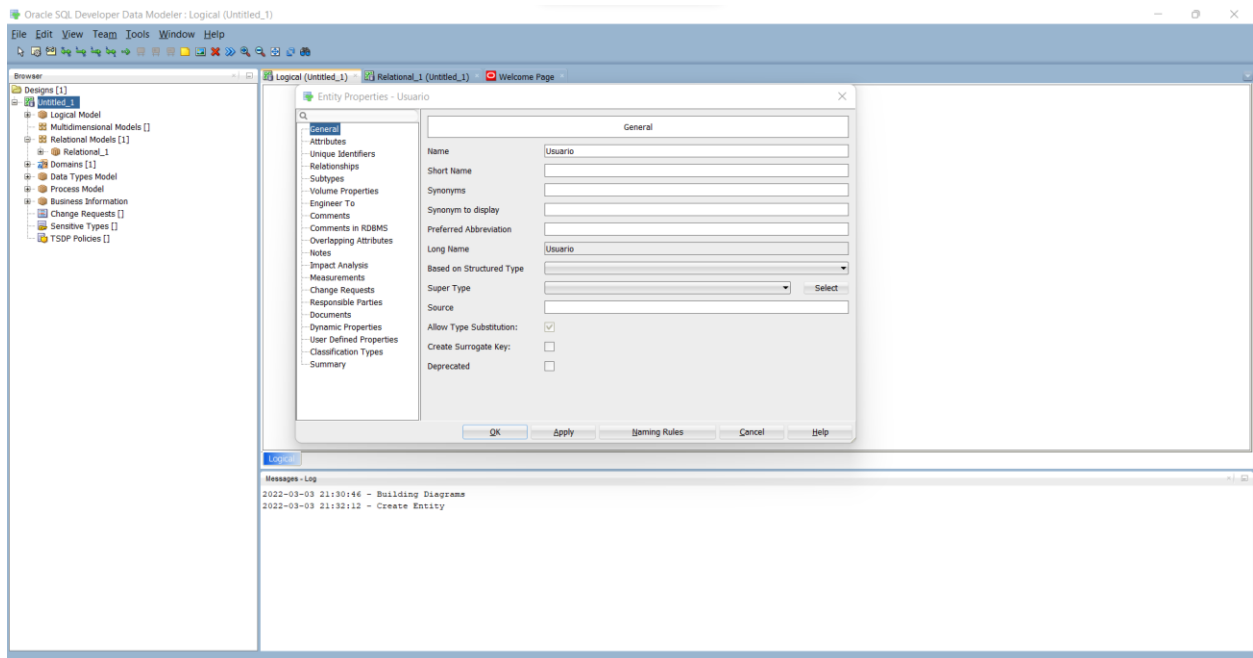 Oracle SQL Developer Data Modeler : Logical (Untitled_1)
File Edit View Team Tools Window Help
Browser
Designs [1]
Untitled_1
Logical Model
Multidimensional Models []
Relational Models [1]
Relational_1
Domains [1]
Data Types Model
Process Model
Business Information
Change Requests []
Sensitive Types []
TSDP Policies []
Logical (Untitled_1) Relational_1 (Untitled_1) Welcome Page
Entity Properties - Usuario
General
Attributes
Unique Identifiers
Relationships
Subtypes
Volume Properties
Engineer To
Comments
Comments in RDBMS
Overlapping Attributes
Notes
Impact Analysis
Measurements
Change Requests
Responsible Parties
Documents
Dynamic Properties
User Defined Properties
Classification Types
Summary
General
Name Usuario
Short Name
Synonyms
Synonym to display
Preferred Abbreviation
Long Name Usuario
Based on Structured Type
Super Type Select
Source
Allow Type Substitution:
Create Surrogate Key:
Deprecated
OK Apply Naming Rules Cancel Help
Logical
Messages - Log
2022-03-03 21:30:46 - Building Diagrams
2022-03-03 21:32:12 - Create Entity